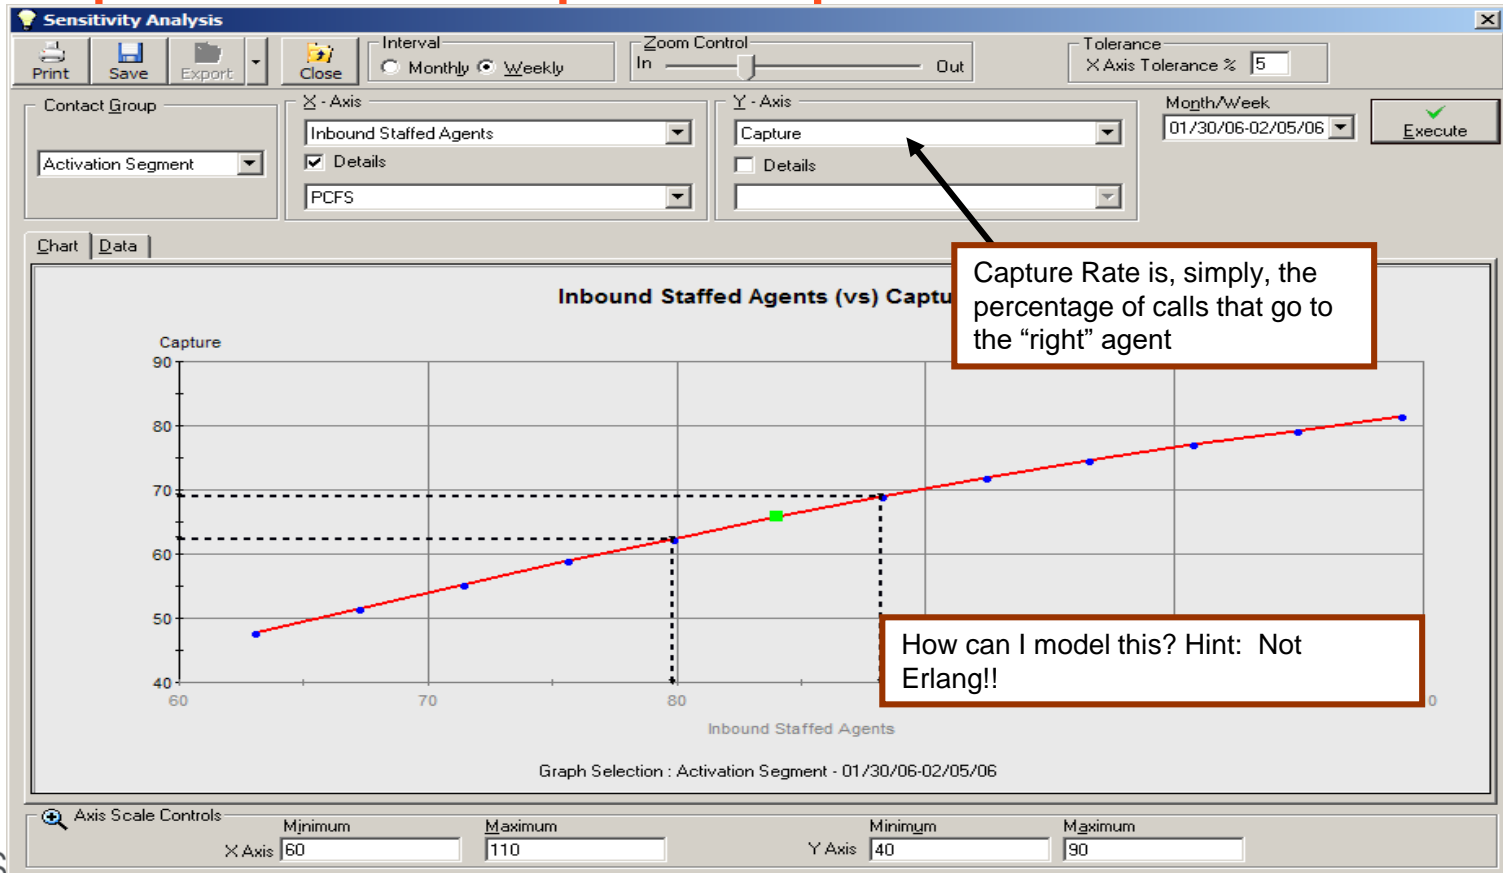 Sensitivity Analysis
Print Save Export Close
Interval
Monthly Weekly
Zoom Control
In Out
Tolerance
X Axis Tolerance % 5
Contact Group
Activation Segment
X - Axis
Inbound Staffed Agents
Details
PCFS
Y - Axis
Capture
Details
Month/Week
01/30/06-02/05/06
Execute
Chart Data
Inbound Staffed Agents (vs) Captu
Capture Rate is, simply, the
percentage of calls that go to
the “right” agent
Capture
90
80
70
60
50
40
60 70 80 0
How can I model this? Hint: Not
Erlang!!
Inbound Staffed Agents
Graph Selection : Activation Segment - 01/30/06-02/05/06
Axis Scale Controls
Minimum Maximum Minimum Maximum
X Axis 60 110 Y Axis 40 90